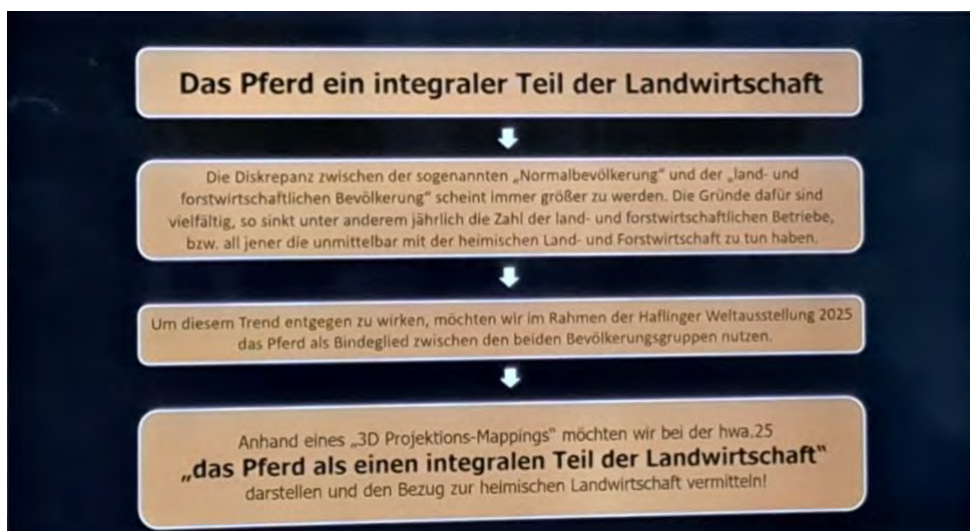 Das Pferd ein integraler Teil der Landwirtschaft
Die Diskrepanz zwischen der sogenannten „Normalbevölkerung“ und der „land- und
forstwirtschaftlichen Bevölkerung“ scheint immer größer zu werden. Die Gründe dafür sind
vielfältig, so sinkt unter anderem jährlich die Zahl der land- und forstwirtschaftlichen Betriebe,
bzw. all jener die unmittelbar mit der heimischen Land- und Forstwirtschaft zu tun haben.
Um diesem Trend entgegen zu wirken, möchten wir im Rahmen der Haflinger Weltausstellung 2025
das Pferd als Bindeglied zwischen den beiden Bevölkerungsgruppen nutzen.
Anhand eines „3D Projektions-Mappings“ möchten wir bei der hwa.25
„das Pferd als einen integralen Teil der Landwirtschaft“
darstellen und den Bezug zur heimischen Landwirtschaft vermitteln!